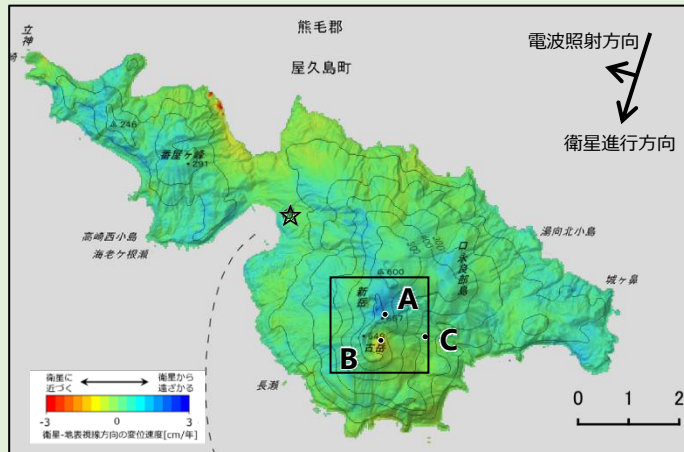 熊毛郡
屋久島町
電波照射方向
衛星進行方向
立神
崎
246
番屋ケ峰
291
高崎西小島
海老ケ根瀬
湯向北小島
口永良部島
城ケ鼻
600
新岳
A
C
B
古岳
長瀬
衛星に
近づく
衛星から
遠ざかる
-3
0
3
衛星-地表視線方向の変位速度[cm/年]
0 1 2